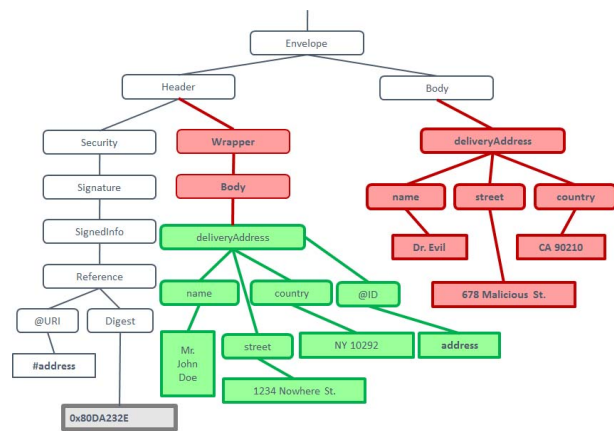 Envelope
Header
Body
Security
Wrapper
deliveryAddress
Signature
Body
name
street
country
SignedInfo
deliveryAddress
Dr. Evil
CA 90210
Reference
name
country
@ID
678 Malicious St.
@URI
Digest
street
NY 10292
address
#address
Mr.
John
Doe
1234 Nowhere St.
0x80DA232E